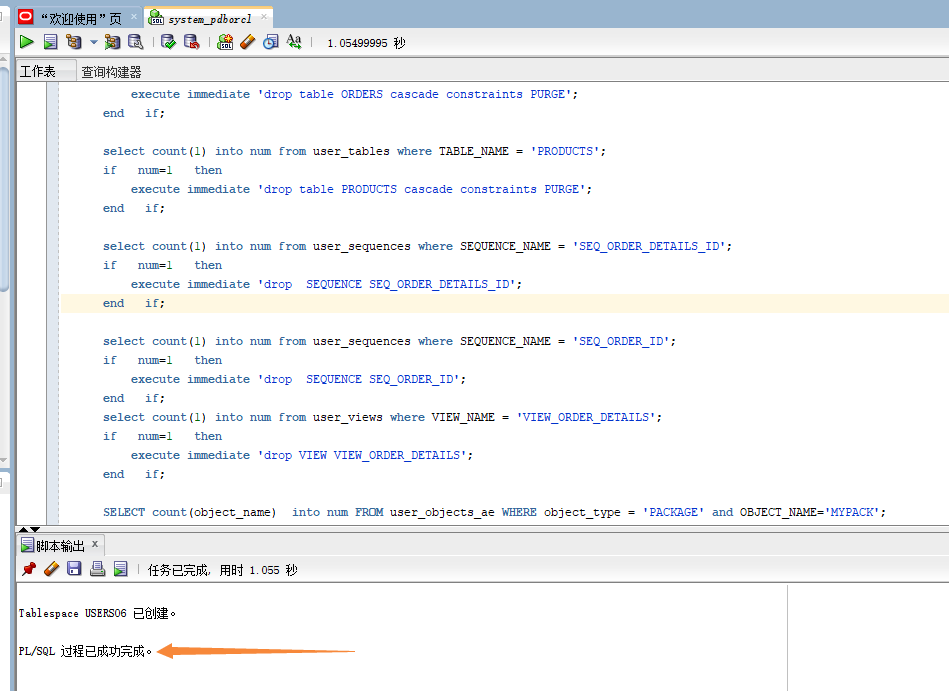 “欢迎使用”页 system_pdborcl
1.05499995 秒
工作表 查询构建器
execute immediate 'drop table ORDERS cascade constraints PURGE';
end   if;
select count(1) into num from user_tables where TABLE_NAME = 'PRODUCTS';
if   num=1   then
execute immediate 'drop table PRODUCTS cascade constraints PURGE';
end   if;
select count(1) into num from user_sequences where SEQUENCE_NAME = 'SEQ_ORDER_DETAILS_ID';
if   num=1   then
execute immediate 'drop  SEQUENCE SEQ_ORDER_DETAILS_ID';
end   if;
select count(1) into num from user_sequences where SEQUENCE_NAME = 'SEQ_ORDER_ID';
if   num=1   then
execute immediate 'drop  SEQUENCE SEQ_ORDER_ID';
end   if;
select count(1) into num from user_views where VIEW_NAME = 'VIEW_ORDER_DETAILS';
if   num=1   then
execute immediate 'drop VIEW VIEW_ORDER_DETAILS';
end   if;
SELECT count(object_name)  into num FROM user_objects_ae WHERE object_type = 'PACKAGE' and OBJECT_NAME='MYPACK';
脚本输出 x
任务已完成, 用时 1.055 秒
Tablespace USERS06 已创建。
PL/SQL 过程已成功完成。